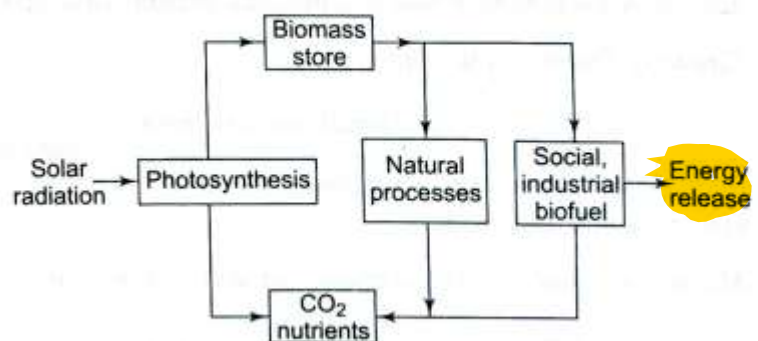 Biomass
store
Solar
radiation
Photosynthesis
Natural
processes
Social,
industrial
biofuel
Energy
release
CO₂
nutrients